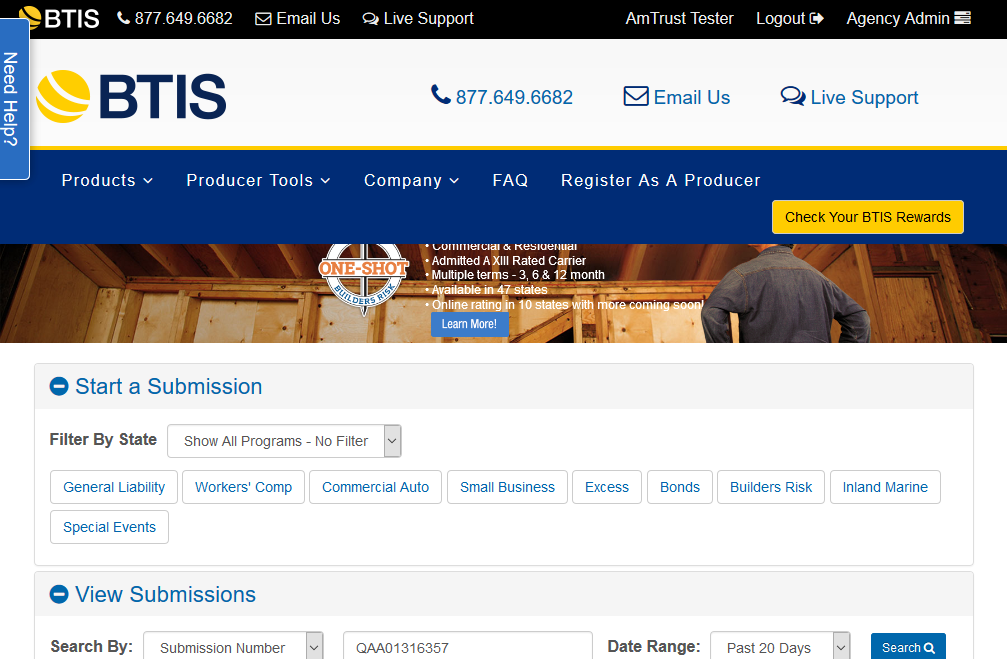 BTIS 877.649.6682 Email Us Live Support AmTrust Tester Logout Agency Admin
Need Help?
BTIS 877.649.6682 Email Us Live Support
Products Producer Tools Company FAQ Register As A Producer
Check Your BTIS Rewards
ONE-SHOT
BUILDERS RISK
• Commercial & Residential
• Admitted A XIII Rated Carrier
• Multiple terms - 3, 6 & 12 month
• Available in 47 states
• Online rating in 10 states with more coming soon!
Learn More!
Start a Submission
Filter By State Show All Programs - No Filter
General Liability Workers' Comp Commercial Auto Small Business Excess Bonds Builders Risk Inland Marine
Special Events
View Submissions
Search By: Submission Number QAA01316357 Date Range: Past 20 Days Search